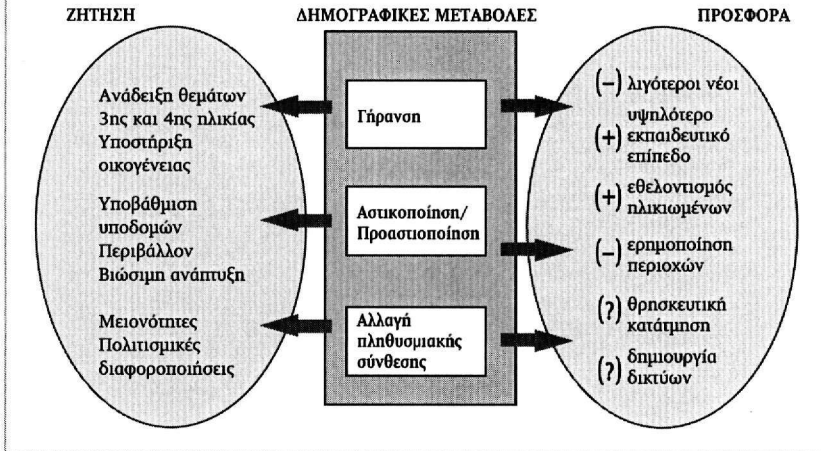 ΖΗΤΗΣΗ
ΔΗΜΟΓΡΑΦΙΚΕΣ ΜΕΤΑΒΟΛΕΣ
ΠΡΟΣΦΟΡΑ
Ανάδειξη θεμάτων
3ης και 4ης ηλικίας
Υποστήριξη
οικογένειας
Υποβάθμιση
υποδομών
Περιβάλλον
Βιώσιμη ανάπτυξη
Μειονότητες
Πολιτισμικές
διαφοροποιήσεις
Γήρανση
Αστικοποίηση/
Προαστιοποίηση
Αλλαγή
πληθυσμιακής
σύνθεσης
(−) λιγότεροι νέοι
υψηλότερο
(+) εκπαιδευτικό
επίπεδο
(+) εθελοντισμός
ηλικιωμένων
(−) ερημοποίηση
περιοχών
(?) θρησκευτική
κατάτμηση
(?) δημιουργία
δικτύων